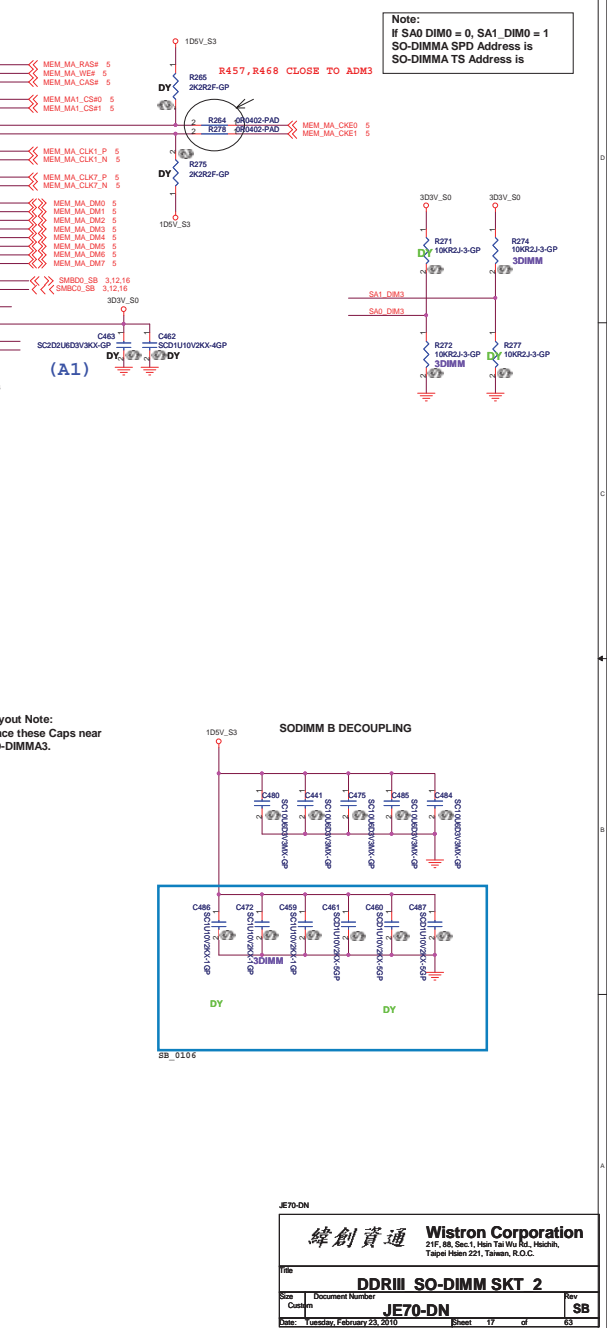 Note:
If SA0 DIM0 = 0, SA1_DIM0 = 1
SO-DIMMA SPD Address is
SO-DIMMA TS Address is
1D5V_S3
MEM_MA_RAS# 5
MEM_MA_WE# 5
MEM_MA_CAS# 5
MEM_MA1_CS#0 5
MEM_MA1_CS#1 5
R457,R468 CLOSE TO ADM3
1
R265
2K2R2F-GP
DY
2
2 R264 0R0402-PAD
2 R278 0R0402-PAD
MEM_MA_CKE0 5
MEM_MA_CKE1 5
MEM_MA_CLK1_P 5
MEM_MA_CLK1_N 5
MEM_MA_CLK7_P 5
MEM_MA_CLK7_N 5
2
R275
2K2R2F-GP
DY
1
1D5V_S3
MEM_MA_DM0 5
MEM_MA_DM1 5
MEM_MA_DM2 5
MEM_MA_DM3 5
MEM_MA_DM4 5
MEM_MA_DM5 5
MEM_MA_DM6 5
MEM_MA_DM7 5
SMBD0_SB 3,12,16
SMBC0_SB 3,12,16
3D3V_S0
C463
SC2D2U6D3V3KX-GP
DY
C462
SCD1U10V2KX-4GP
DY
(A1)
3D3V_S0
3D3V_S0
R271
10KR2J-3-GP
DY
R274
10KR2J-3-GP
3DIMM
SA1_DIM3
SA0_DIM3
R272
10KR2J-3-GP
3DIMM
R277
10KR2J-3-GP
DY
D
C
B
A
yout Note:
ace these Caps near
O-DIMMA3.
1D5V_S3
SODIMM B DECOUPLING
C480
C441
C475
C485
C484
SC10U6D3V3MX-GP
SC10U6D3V3MX-GP
SC10U6D3V3MX-GP
SC10U6D3V3MX-GP
SC10U6D3V3MX-GP
C486
C472
C459
C461
C460
C487
SC1U10V2KX-1GP
SC1U10V2KX-1GP
SC1U10V2KX-1GP
SCD1U10V2KX-5GP
SCD1U10V2KX-5GP
SCD1U10V2KX-5GP
3DIMM
DY
DY
SB_0106
JE70-DN
緯創資通
Wistron Corporation
21F, 88, Sec.1, Hsin Tai Wu Rd., Hsichih,
Taipei Hsien 221, Taiwan, R.O.C.
Title
DDRIII SO-DIMM SKT_2
Size Document Number Rev
Custom JE70-DN SB
Date: Tuesday, February 23, 2010 Sheet 17 of 63